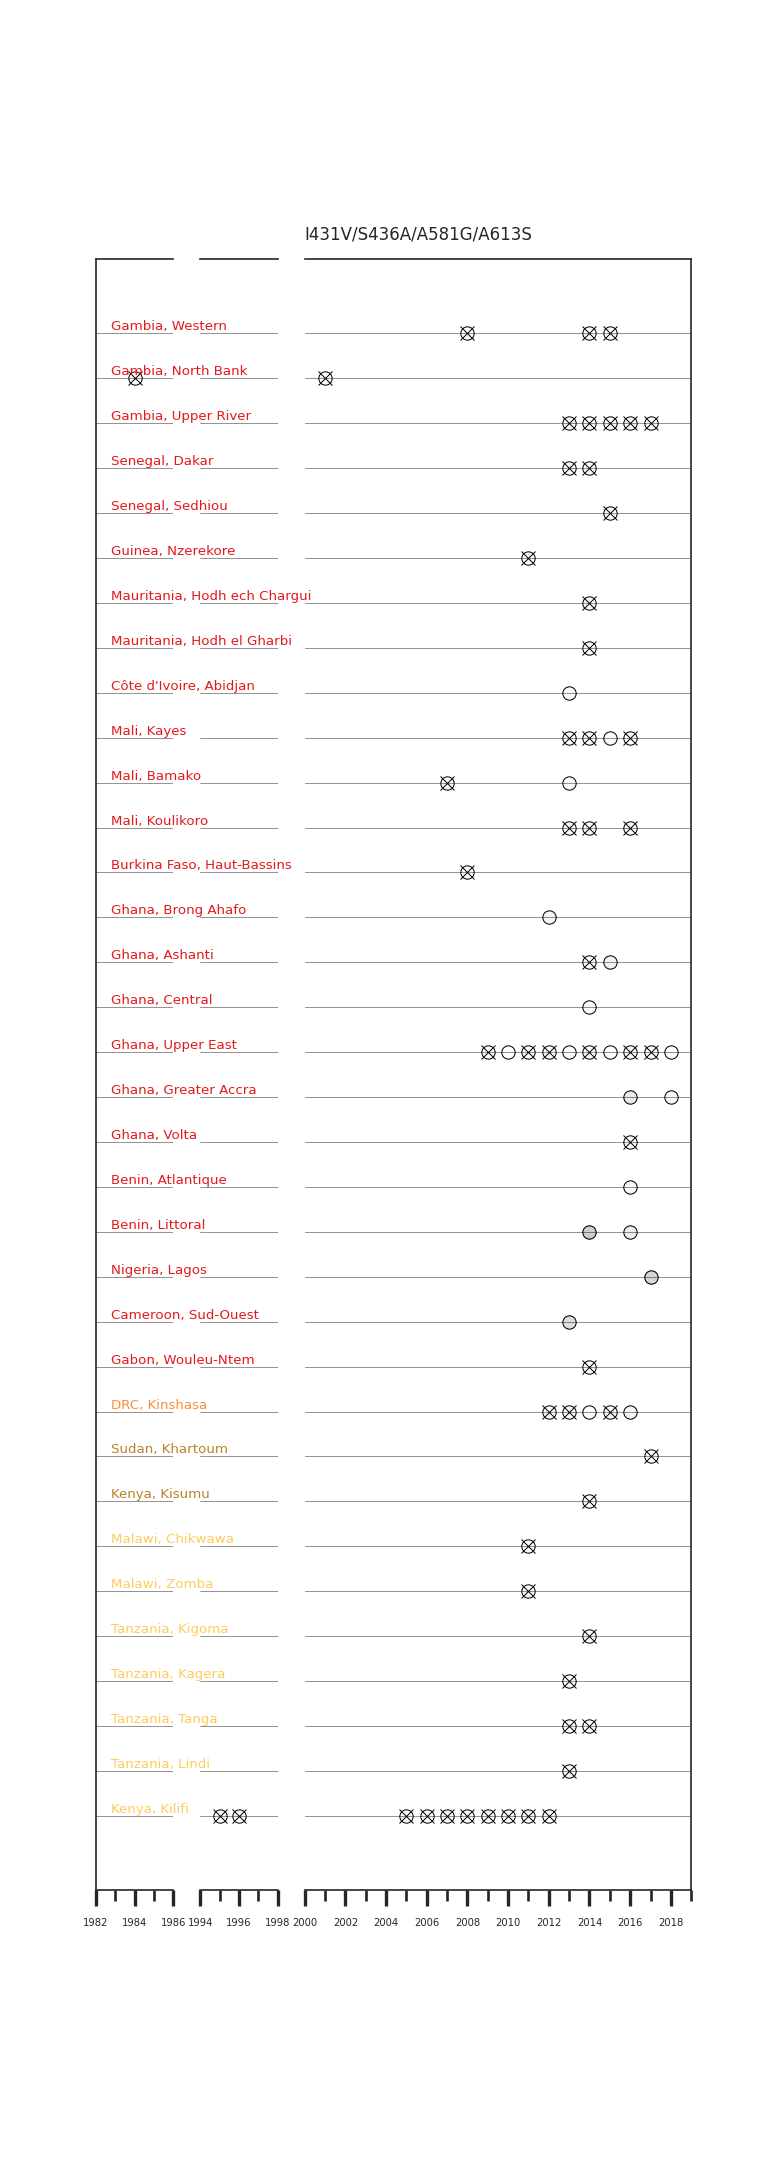 I431V/S436A/A581G/A613S
Gambia, Western
Gambia, North Bank
Gambia, Upper River
Senegal, Dakar
Senegal, Sedhiou
Guinea, Nzerekore
Mauritania, Hodh ech Chargui
Mauritania, Hodh el Gharbi
Côte d'Ivoire, Abidjan
Mali, Kayes
Mali, Bamako
Mali, Koulikoro
Burkina Faso, Haut-Bassins
Ghana, Brong Ahafo
Ghana, Ashanti
Ghana, Central
Ghana, Upper East
Ghana, Greater Accra
Ghana, Volta
Benin, Atlantique
Benin, Littoral
Nigeria, Lagos
Cameroon, Sud-Ouest
Gabon, Wouleu-Ntem
DRC, Kinshasa
Sudan, Khartoum
Kenya, Kisumu
Malawi, Chikwawa
Malawi, Zomba
Tanzania, Kigoma
Tanzania, Kagera
Tanzania, Tanga
Tanzania, Lindi
Kenya, Kilifi
1982 1984 1986 1994 1996 1998 2000 2002 2004 2006 2008 2010 2012 2014 2016 2018